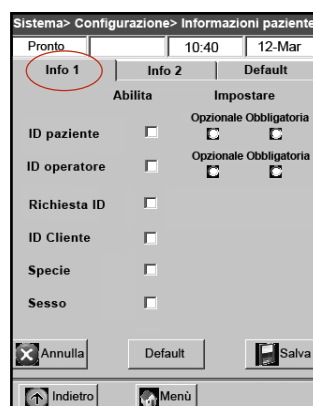 Sistema> Configurazione> Informazioni paziente
Pronto 10:40 12-Mar
Info 1 Info 2 Default
Abilita Impostare
Opzionale Obbligatoria
ID paziente
Opzionale Obbligatoria
ID operatore
Richiesta ID
ID Cliente
Specie
Sesso
Annulla Default Salva
Indietro Menù